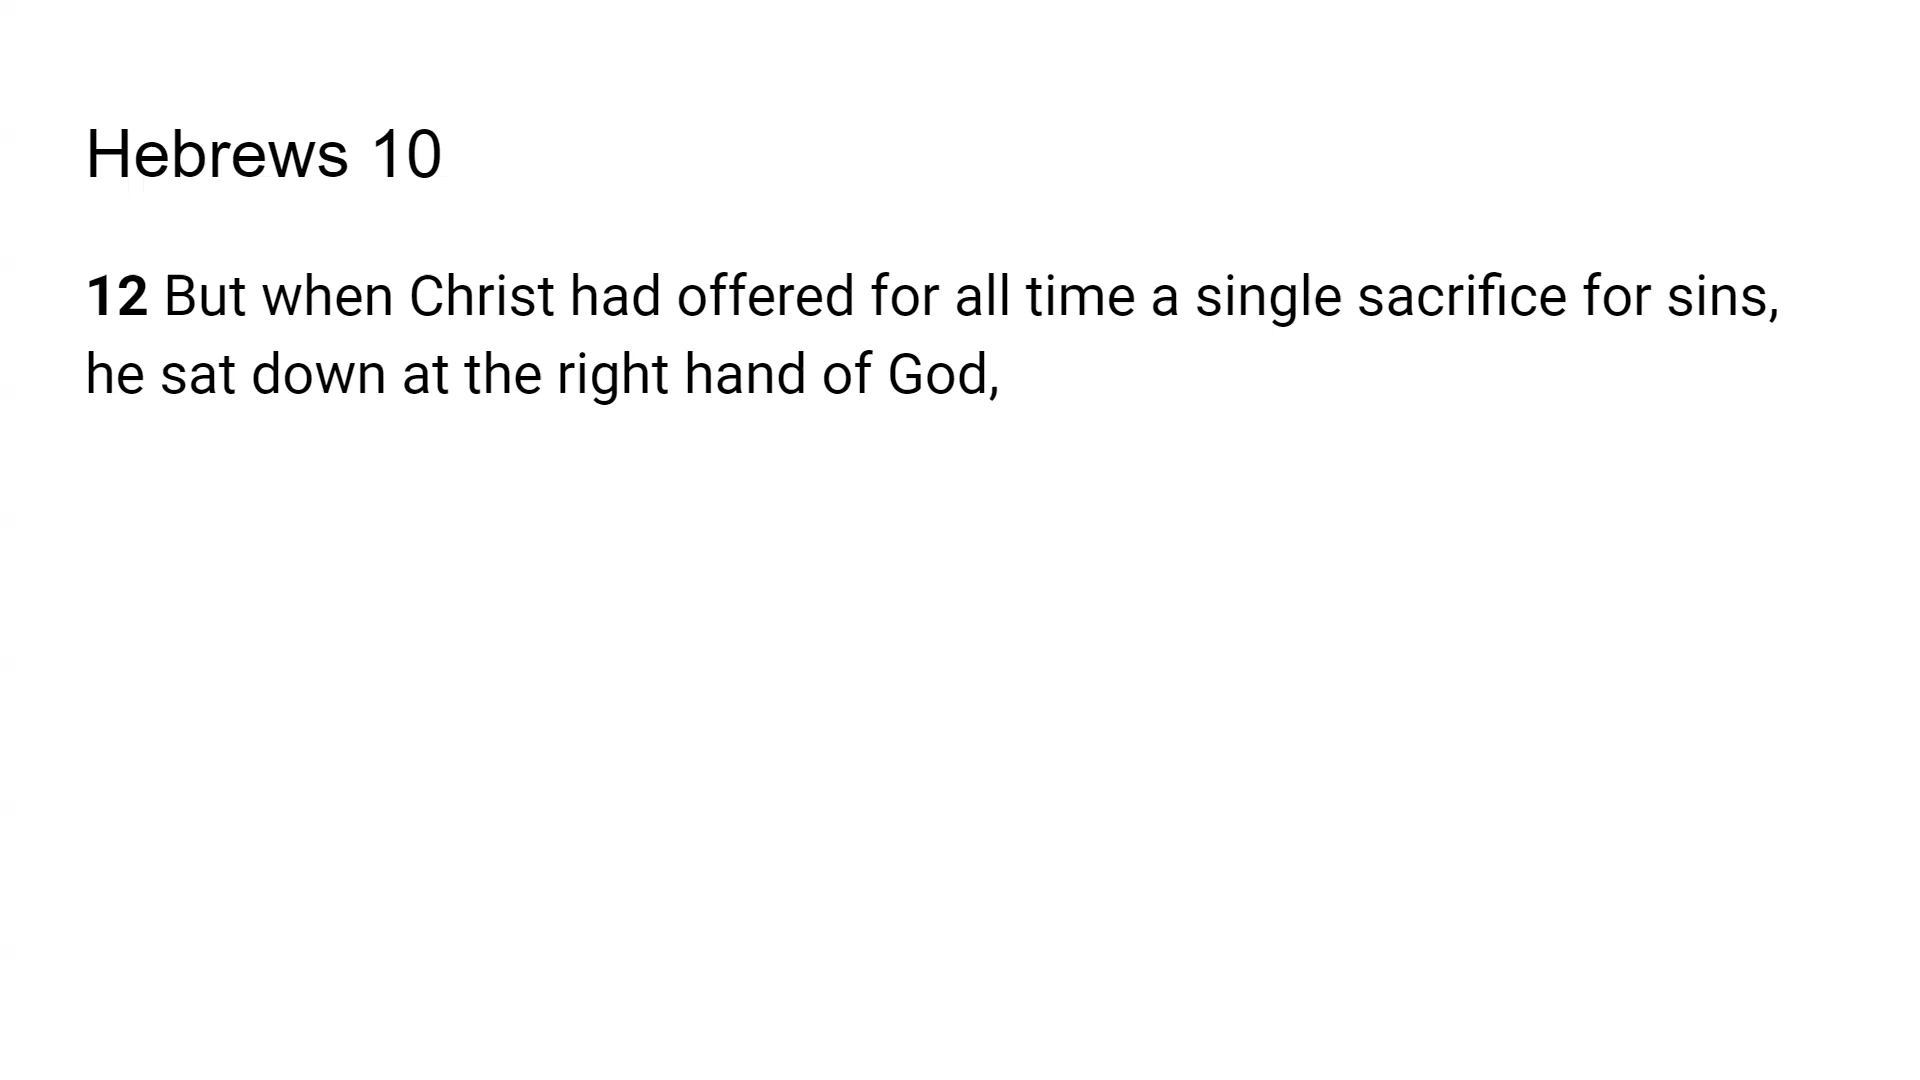 Hebrews 10
12 But when Christ had offered for all time a single sacrifice for sins,
he sat down at the right hand of God,